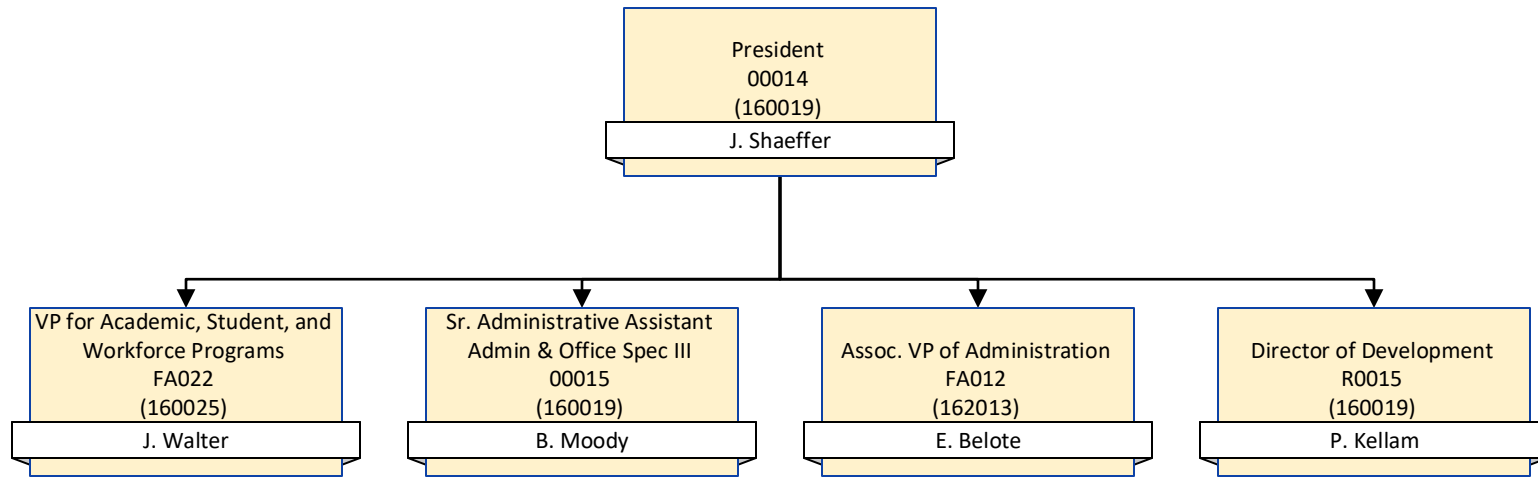 President
00014
(160019)
J. Shaeffer
VP for Academic, Student, and
Workforce Programs
FA022
(160025)
J. Walter
Sr. Administrative Assistant
Admin & Office Spec III
00015
(160019)
B. Moody
Assoc. VP of Administration
FA012
(162013)
E. Belote
Director of Development
R0015
(160019)
P. Kellam